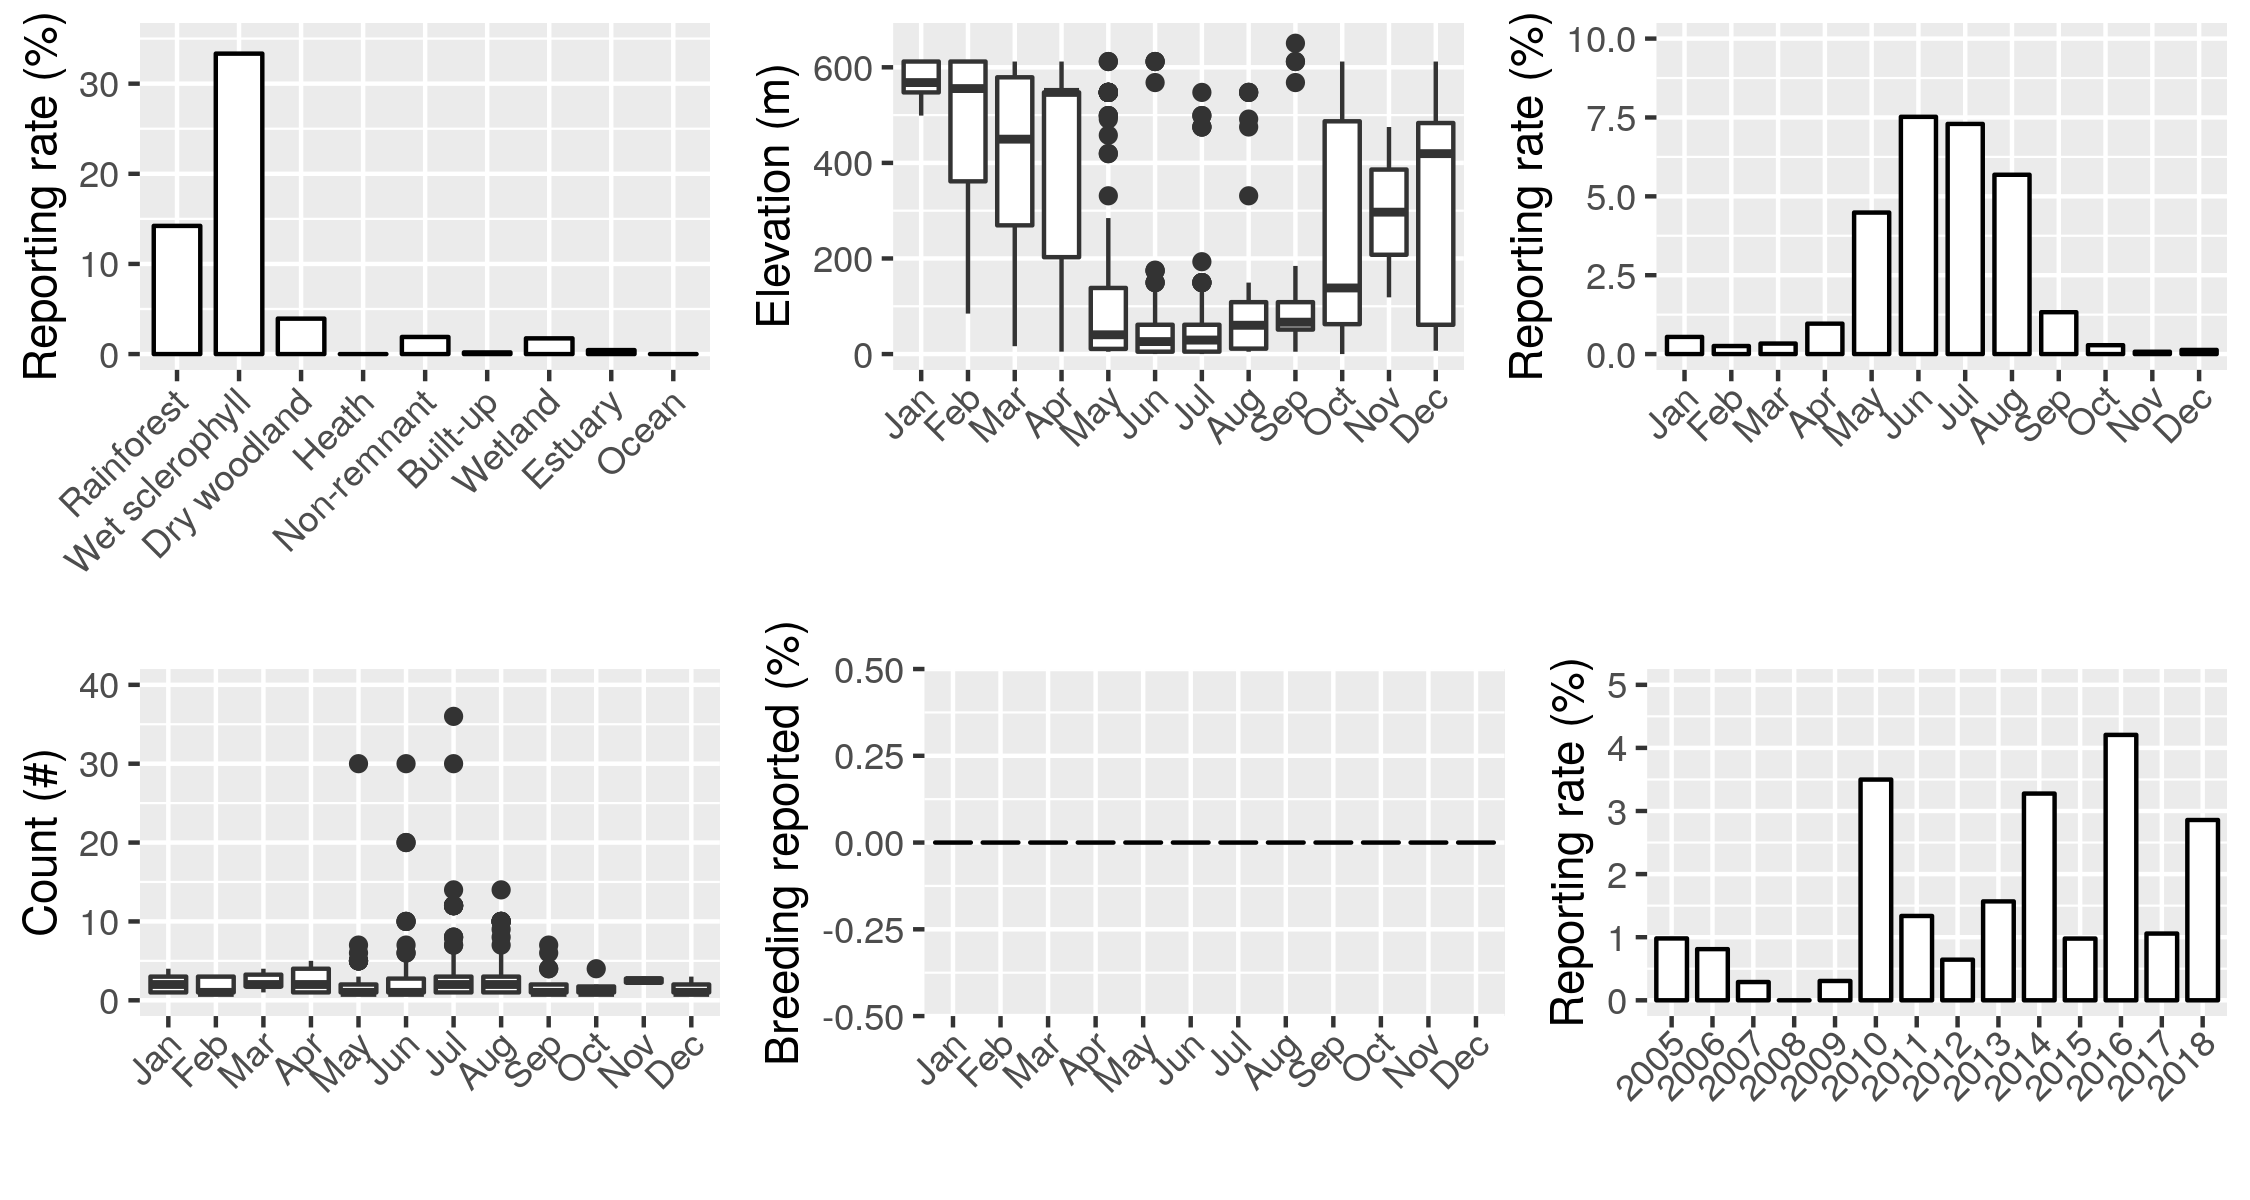 Reporting rate (%)
30
20
10
0
Rainforest
Wet sclerophyll
Dry woodland
Heath
Non-remnant
Built-up
Wetland
Estuary
Ocean
Elevation (m)
600
400
200
0
Jan
Feb
Mar
Apr
May
Jun
Jul
Aug
Sep
Oct
Nov
Dec
Reporting rate (%)
10.0
7.5
5.0
2.5
0.0
Jan
Feb
Mar
Apr
May
Jun
Jul
Aug
Sep
Oct
Nov
Dec
Count (#)
40
30
20
10
0
Jan
Feb
Mar
Apr
May
Jun
Jul
Aug
Sep
Oct
Nov
Dec
Breeding reported (%)
0.50
0.25
0.00
-0.25
-0.50
Jan
Feb
Mar
Apr
May
Jun
Jul
Aug
Sep
Oct
Nov
Dec
Reporting rate (%)
5
4
3
2
1
0
2005
2006
2007
2008
2009
2010
2011
2012
2013
2014
2015
2016
2017
2018